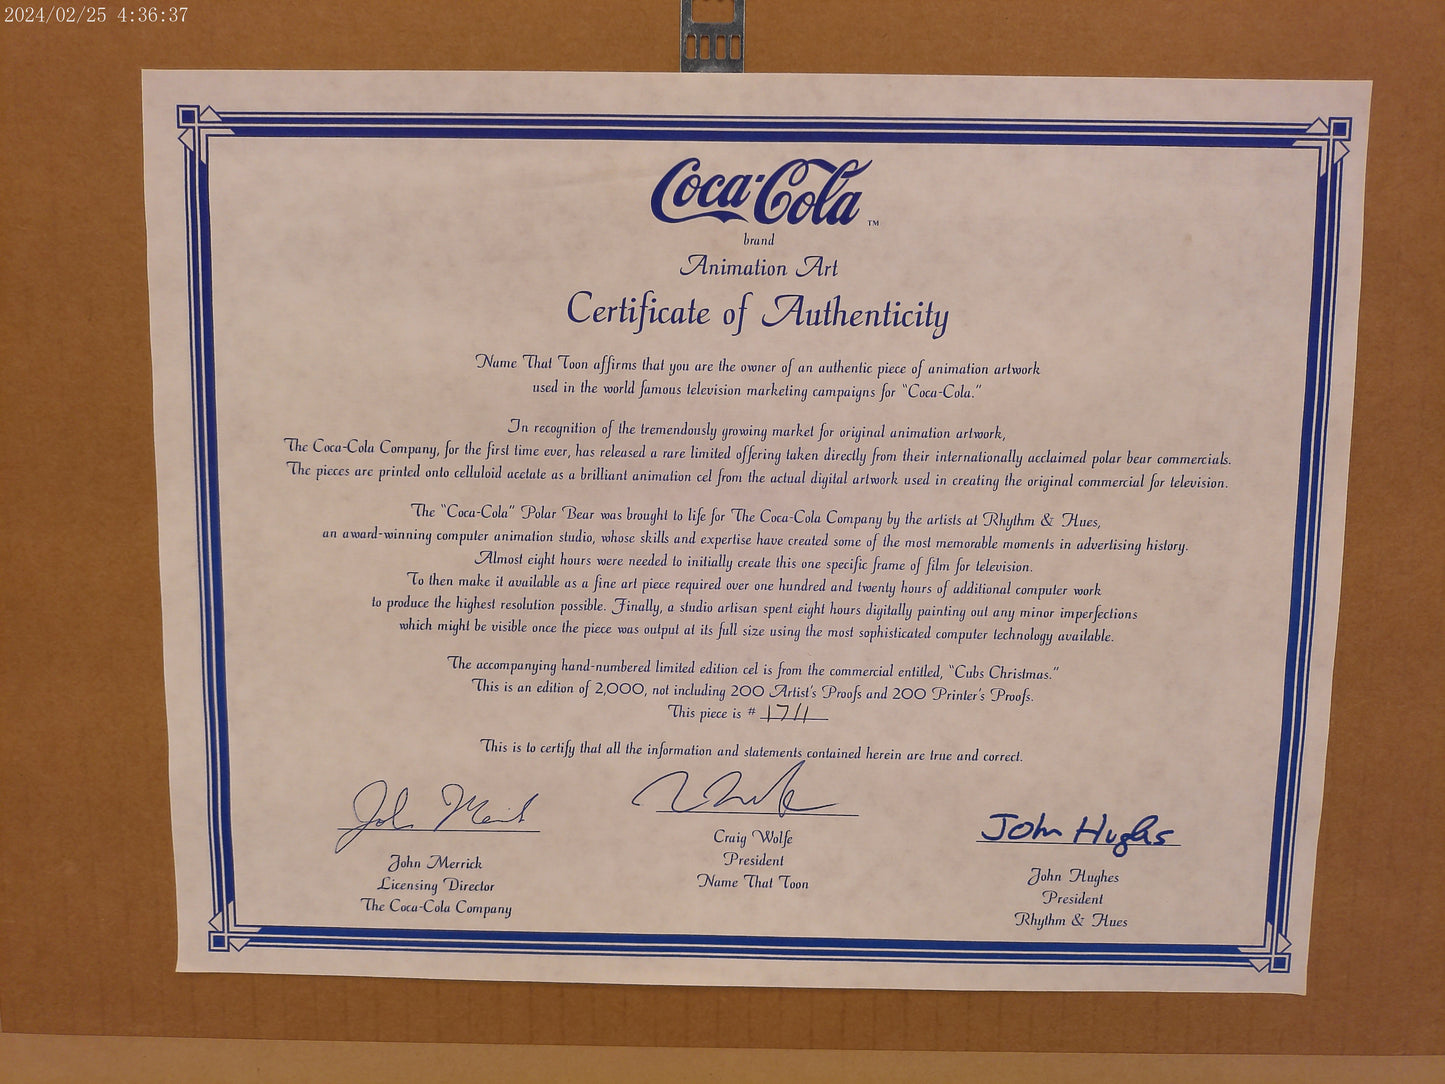 2024/02/25 4:36:37
Coca-Cola ™
brand
Animation Art
Certificate of Authenticity
Name That Toon affirms that you are the owner of an authentic piece of animation artwork
used in the world famous television marketing campaigns for “Coca-Cola.”
In recognition of the tremendously growing market for original animation artwork,
The Coca-Cola Company, for the first time ever, has released a rare limited offering taken directly from their internationally acclaimed polar bear commercials.
The pieces are printed onto celluloid acetate as a brilliant animation cel from the actual digital artwork used in creating the original commercial for television.
The “Coca-Cola” Polar Bear was brought to life for The Coca-Cola Company by the artists at Rhythm & Hues,
an award-winning computer animation studio, whose skills and expertise have created some of the most memorable moments in advertising history.
Almost eight hours were needed to initially create this one specific frame of film for television.
To then make it available as a fine art piece required over one hundred and twenty hours of additional computer work
to produce the highest resolution possible. Finally, a studio artisan spent eight hours digitally painting out any minor imperfections
which might be visible once the piece was output at its full size using the most sophisticated computer technology available.
The accompanying hand-numbered limited edition cel is from the commercial entitled, “Cubs Christmas.”
This is an edition of 2,000, not including 200 Artist's Proofs and 200 Printer's Proofs.
This piece is # 1711
This is to certify that all the information and statements contained herein are true and correct.
John Merrick
Licensing Director
The Coca-Cola Company
Craig Wolfe
President
Name That Toon
John Hughes
John Hughes
President
Rhythm & Hues